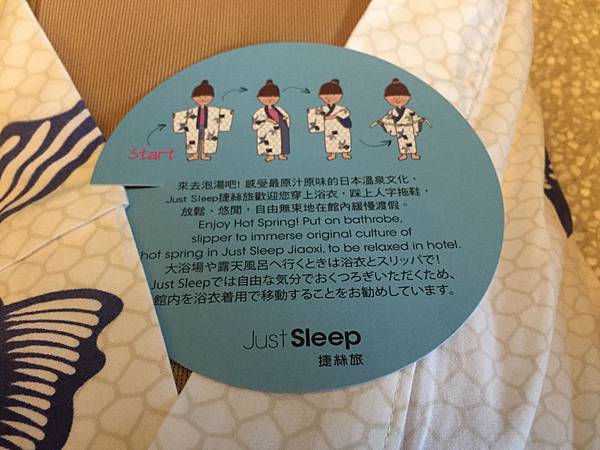 Start
來去泡湯吧! 感受最原汁原味的日本溫泉文化，
Just Sleep捷絲旅歡迎您穿上浴衣，踩上人字拖鞋，
放鬆、悠閒，自由無束地在館內緩慢渡假。
Enjoy Hot Spring! Put on bathrobe,
slipper to immerse original culture of
hot spring in Just Sleep Jiaoxi, to be relaxed in hotel.
大浴場や露天風呂へ行くときは浴衣とスリッパで!
Just Sleepでは自由な気分でおくつろぎいただくため、
館内を浴衣着用で移動することをお勧めしています。
Just Sleep
捷絲旅